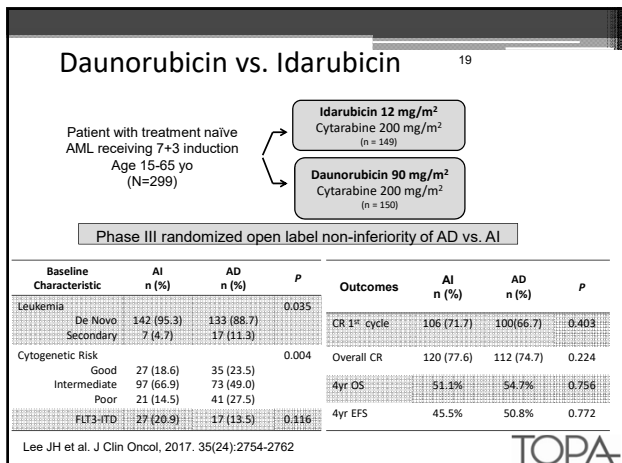 Daunorubicin vs. Idarubicin
19
Patient with treatment naïve
AML receiving 7+3 induction
Age 15-65 yo
(N=299)
Idarubicin 12 mg/m²
Cytarabine 200 mg/m²
(n = 149)
Daunorubicin 90 mg/m²
Cytarabine 200 mg/m²
(n = 150)
Phase III randomized open label non-inferiority of AD vs. AI
Baseline Characteristic AI n (%) AD n (%) P
Leukemia 0.035
De Novo 142 (95.3) 133 (88.7)
Secondary 7 (4.7) 17 (11.3)
Cytogenetic Risk 0.004
Good 27 (18.6) 35 (23.5)
Intermediate 97 (66.9) 73 (49.0)
Poor 21 (14.5) 41 (27.5)
FLT3-ITD 27 (20.9) 17 (13.5) 0.116
Outcomes AI n (%) AD n (%) P
CR 1st cycle 106 (71.7) 100(66.7) 0.403
Overall CR 120 (77.6) 112 (74.7) 0.224
4yr OS 51.1% 54.7% 0.756
4yr EFS 45.5% 50.8% 0.772
Lee JH et al. J Clin Oncol, 2017. 35(24):2754-2762
TOPA